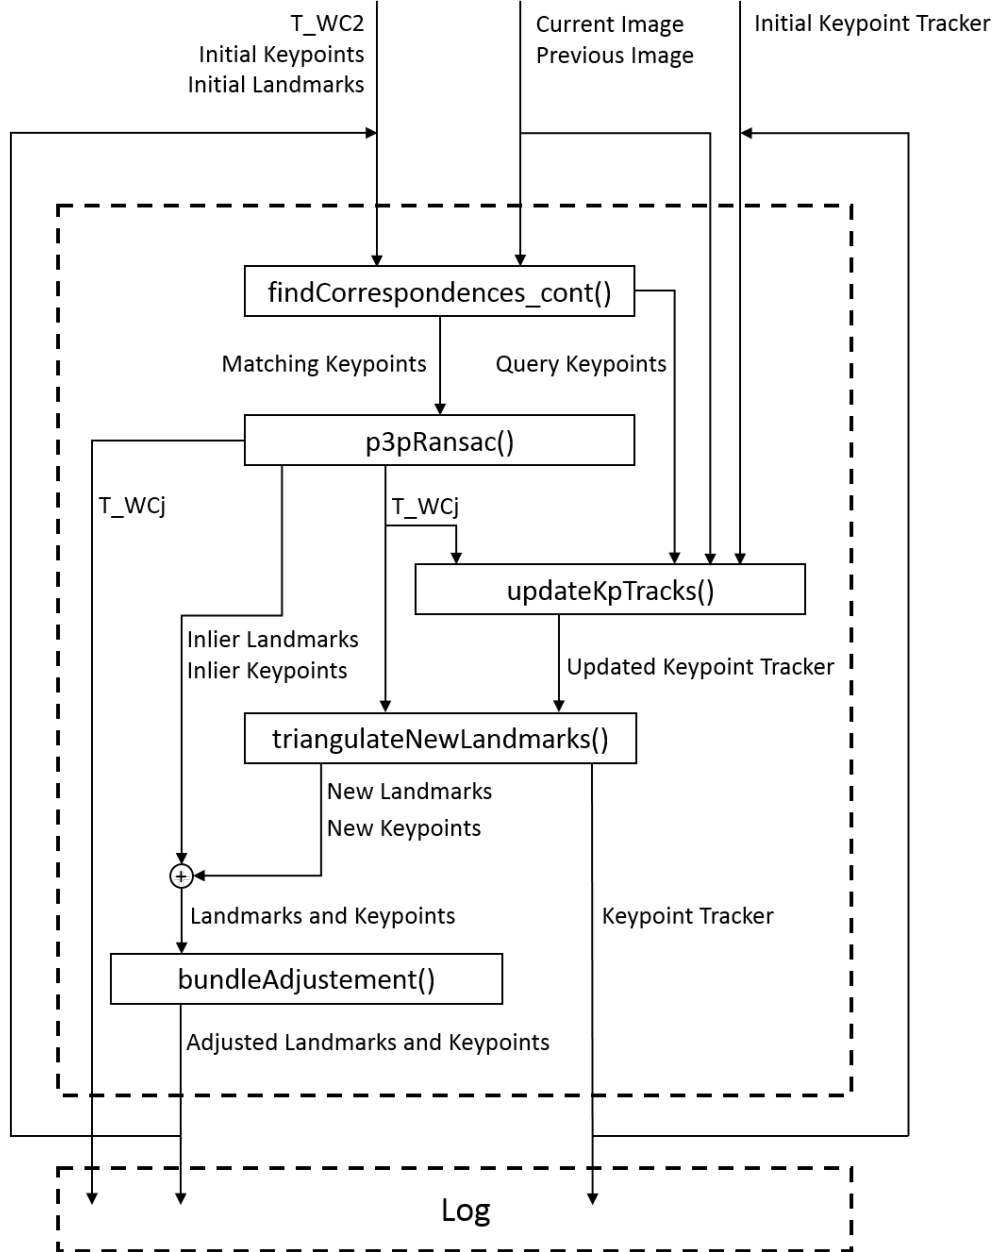 T_WC2
Initial Keypoints
Initial Landmarks
Current Image
Previous Image
Initial Keypoint Tracker
findCorrespondences_cont()
Matching Keypoints
Query Keypoints
p3pRansac()
T_WCj
T_WCj
updateKpTracks()
Inlier Landmarks
Inlier Keypoints
Updated Keypoint Tracker
triangulateNewLandmarks()
New Landmarks
New Keypoints
+
Landmarks and Keypoints
Keypoint Tracker
bundleAdjustement()
Adjusted Landmarks and Keypoints
Log